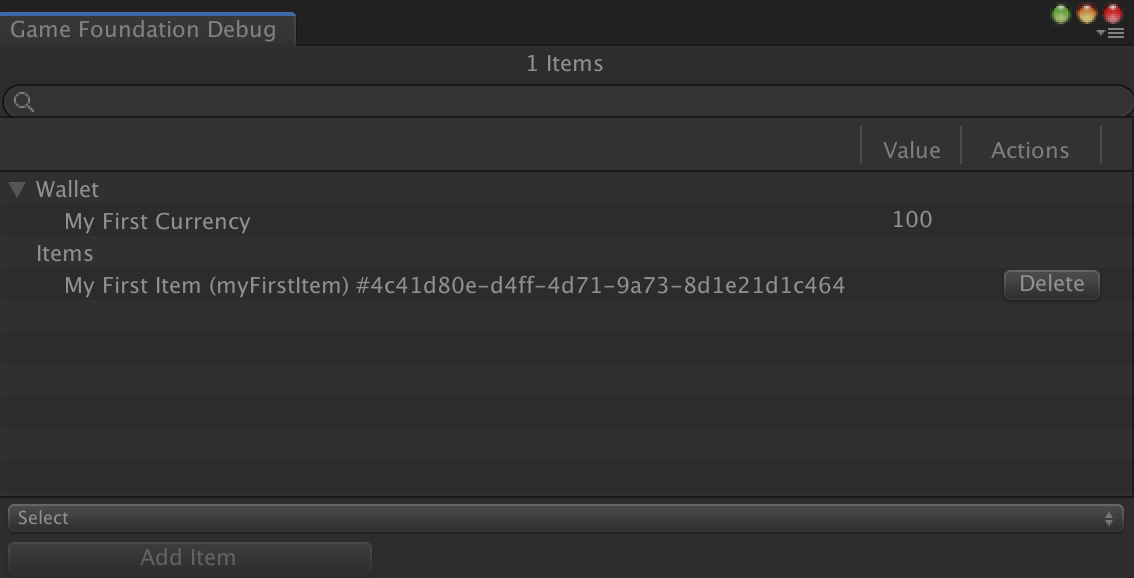 Game Foundation Debug
1 Items
Value Actions
Wallet
My First Currency 100
Items
My First Item (myFirstItem) #4c41d80e-d4ff-4d71-9a73-8d1e21d1c464 Delete
Select
Add Item